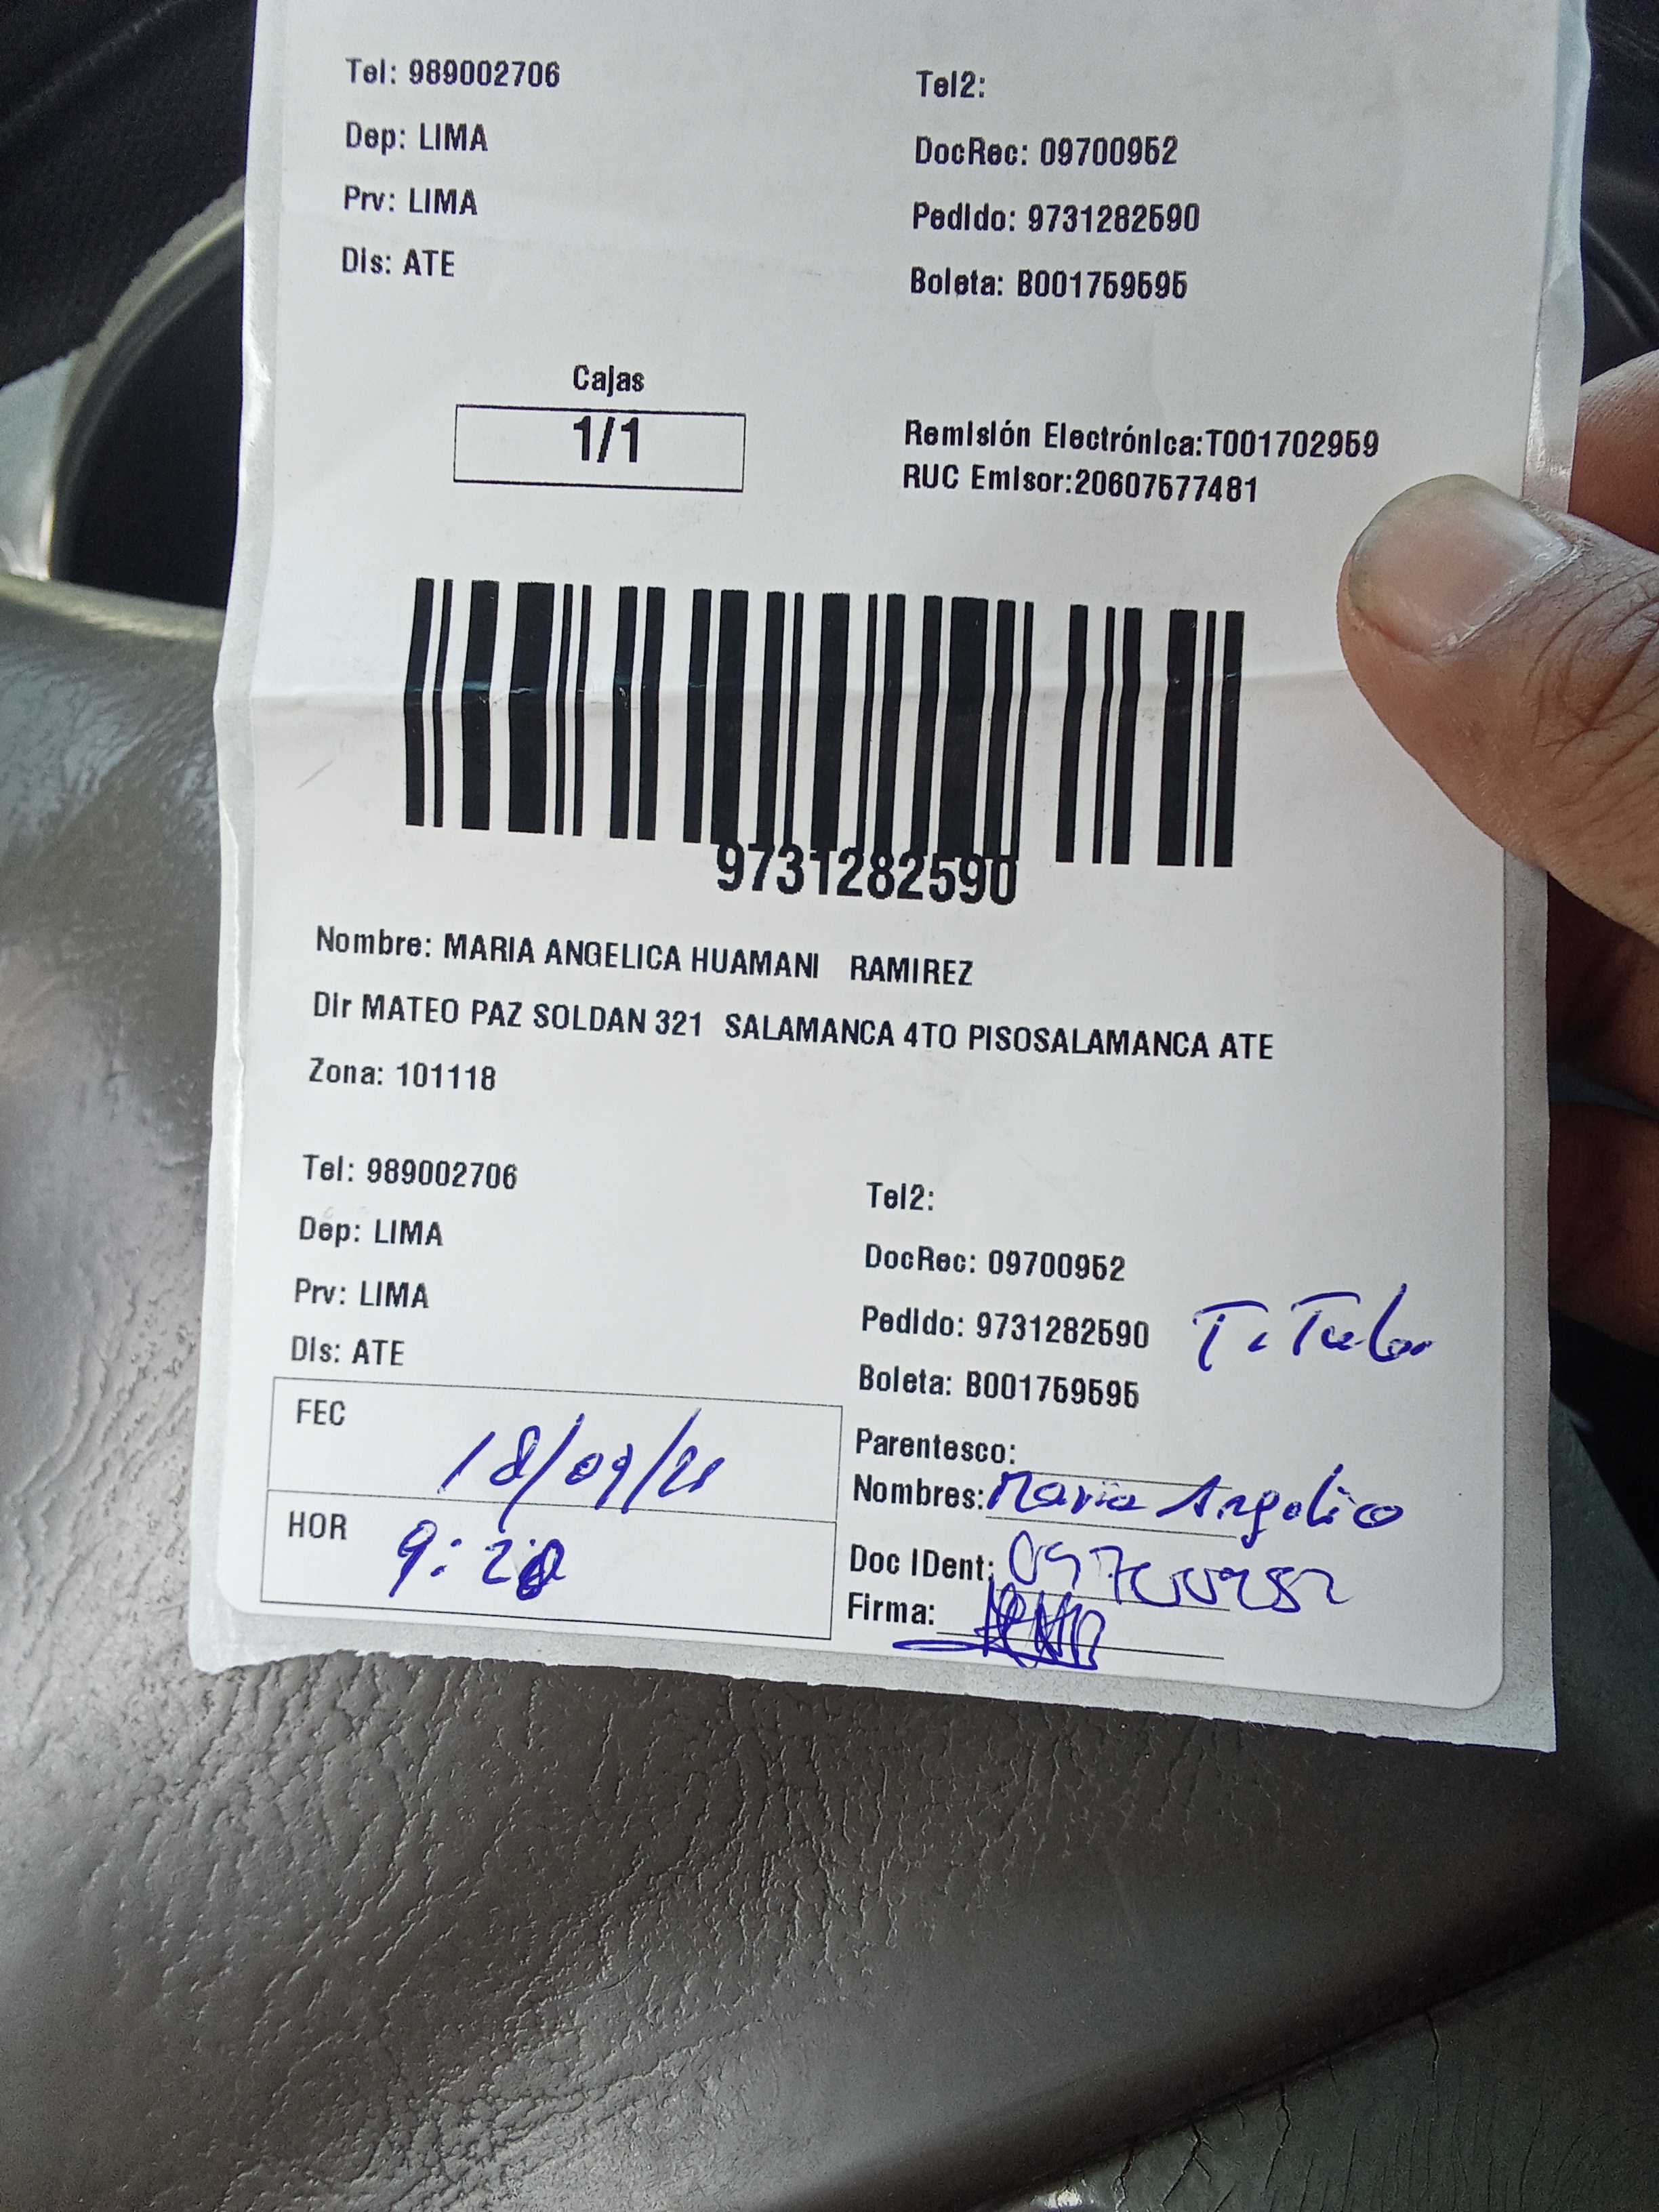 Tel: 989002706 Tel2:
Dep: LIMA DocRec: 09700952
Prv: LIMA Pedido: 9731282590
Dis: ATE Boleta: B001759595
Cajas
1/1
Remisión Electrónica:T001702959
RUC Emisor:20607577481
9731282590
Nombre: MARIA ANGELICA HUAMANI RAMIREZ
Dir MATEO PAZ SOLDAN 321 SALAMANCA 4TO PISOSALAMANCA ATE
Zona: 101118
Tel: 989002706 Tel2:
Dep: LIMA DocRec: 09700952
Prv: LIMA Pedido: 9731282590 Titular
Dis: ATE Boleta: B001759595
FEC 18/09/21 Parentesco:
Nombres: Maria Angelica
HOR 9:20 Doc IDent: 09700952
Firma: